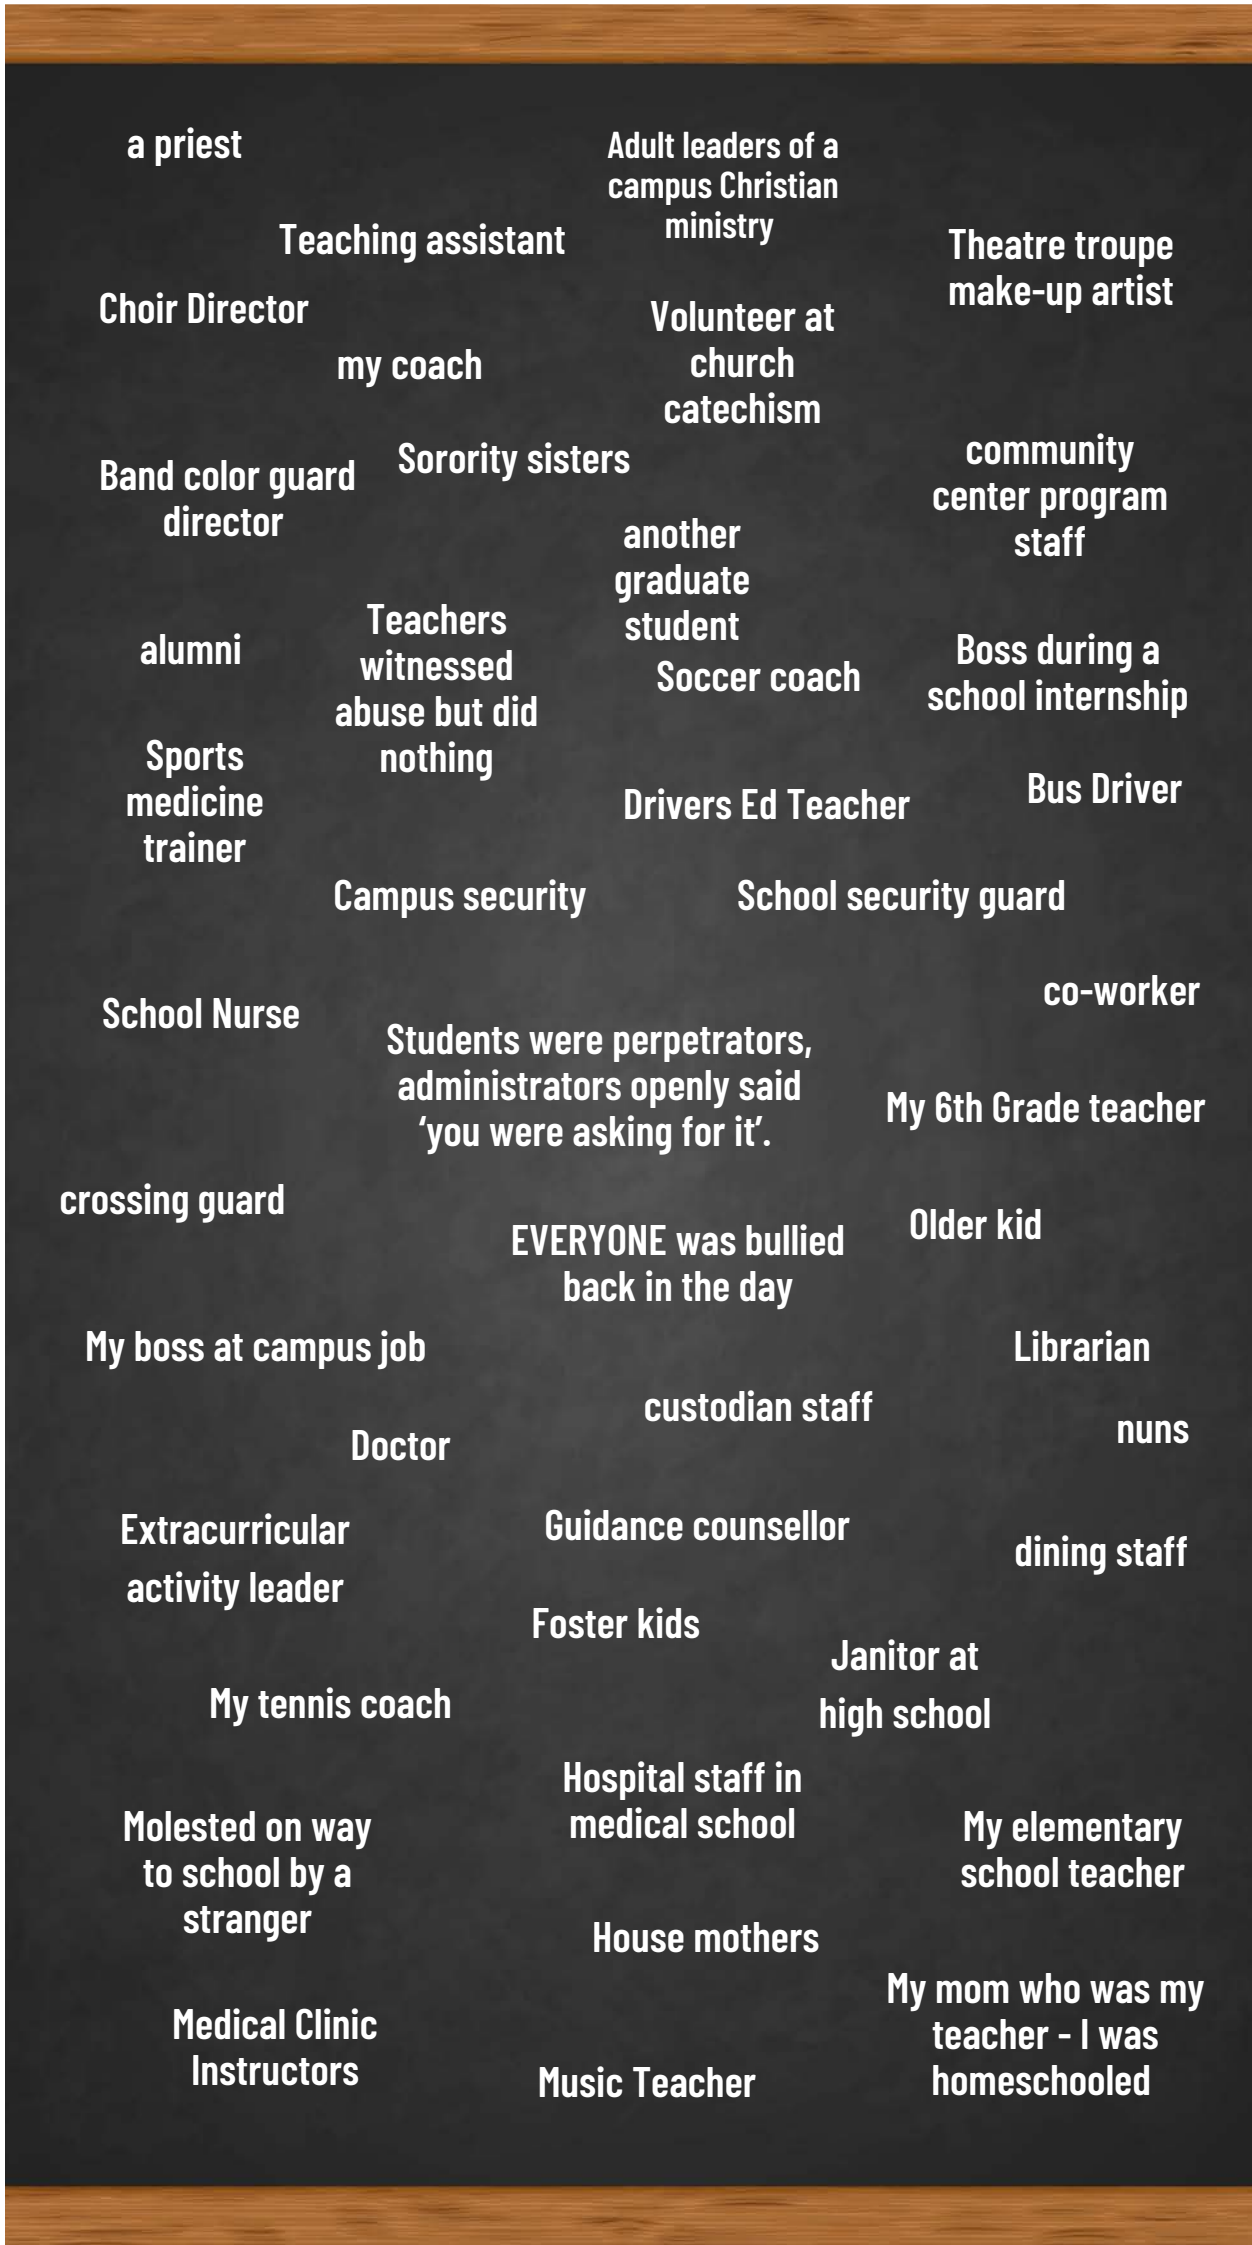 a priest
Adult leaders of a
campus Christian
ministry
Teaching assistant
Theatre troupe
make-up artist
Choir Director
my coach
Volunteer at
church
catechism
Band color guard
director
Sorority sisters
community
center program
staff
another
graduate
student
alumni
Teachers
witnessed
abuse but did
nothing
Soccer coach
Boss during a
school internship
Sports
medicine
trainer
Drivers Ed Teacher
Bus Driver
Campus security
School security guard
co-worker
School Nurse
Students were perpetrators,
administrators openly said
‘you were asking for it’.
My 6th Grade teacher
crossing guard
EVERYONE was bullied
back in the day
Older kid
My boss at campus job
Librarian
custodian staff
nuns
Doctor
Extracurricular
activity leader
Guidance counsellor
dining staff
Foster kids
Janitor at
high school
My tennis coach
Hospital staff in
medical school
Molested on way
to school by a
stranger
My elementary
school teacher
House mothers
My mom who was my
teacher - I was
homeschooled
Medical Clinic
Instructors
Music Teacher